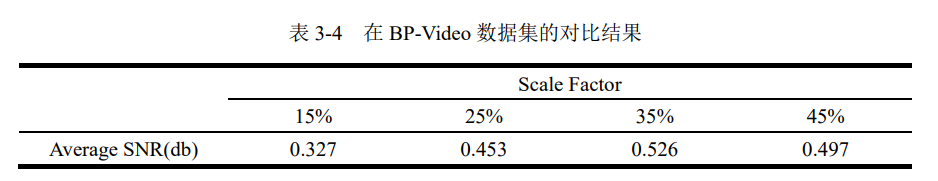 表 3-4 在 BP-Video 数据集的对比结果
Scale Factor
15% 25% 35% 45%
Average SNR(db) 0.327 0.453 0.526 0.497